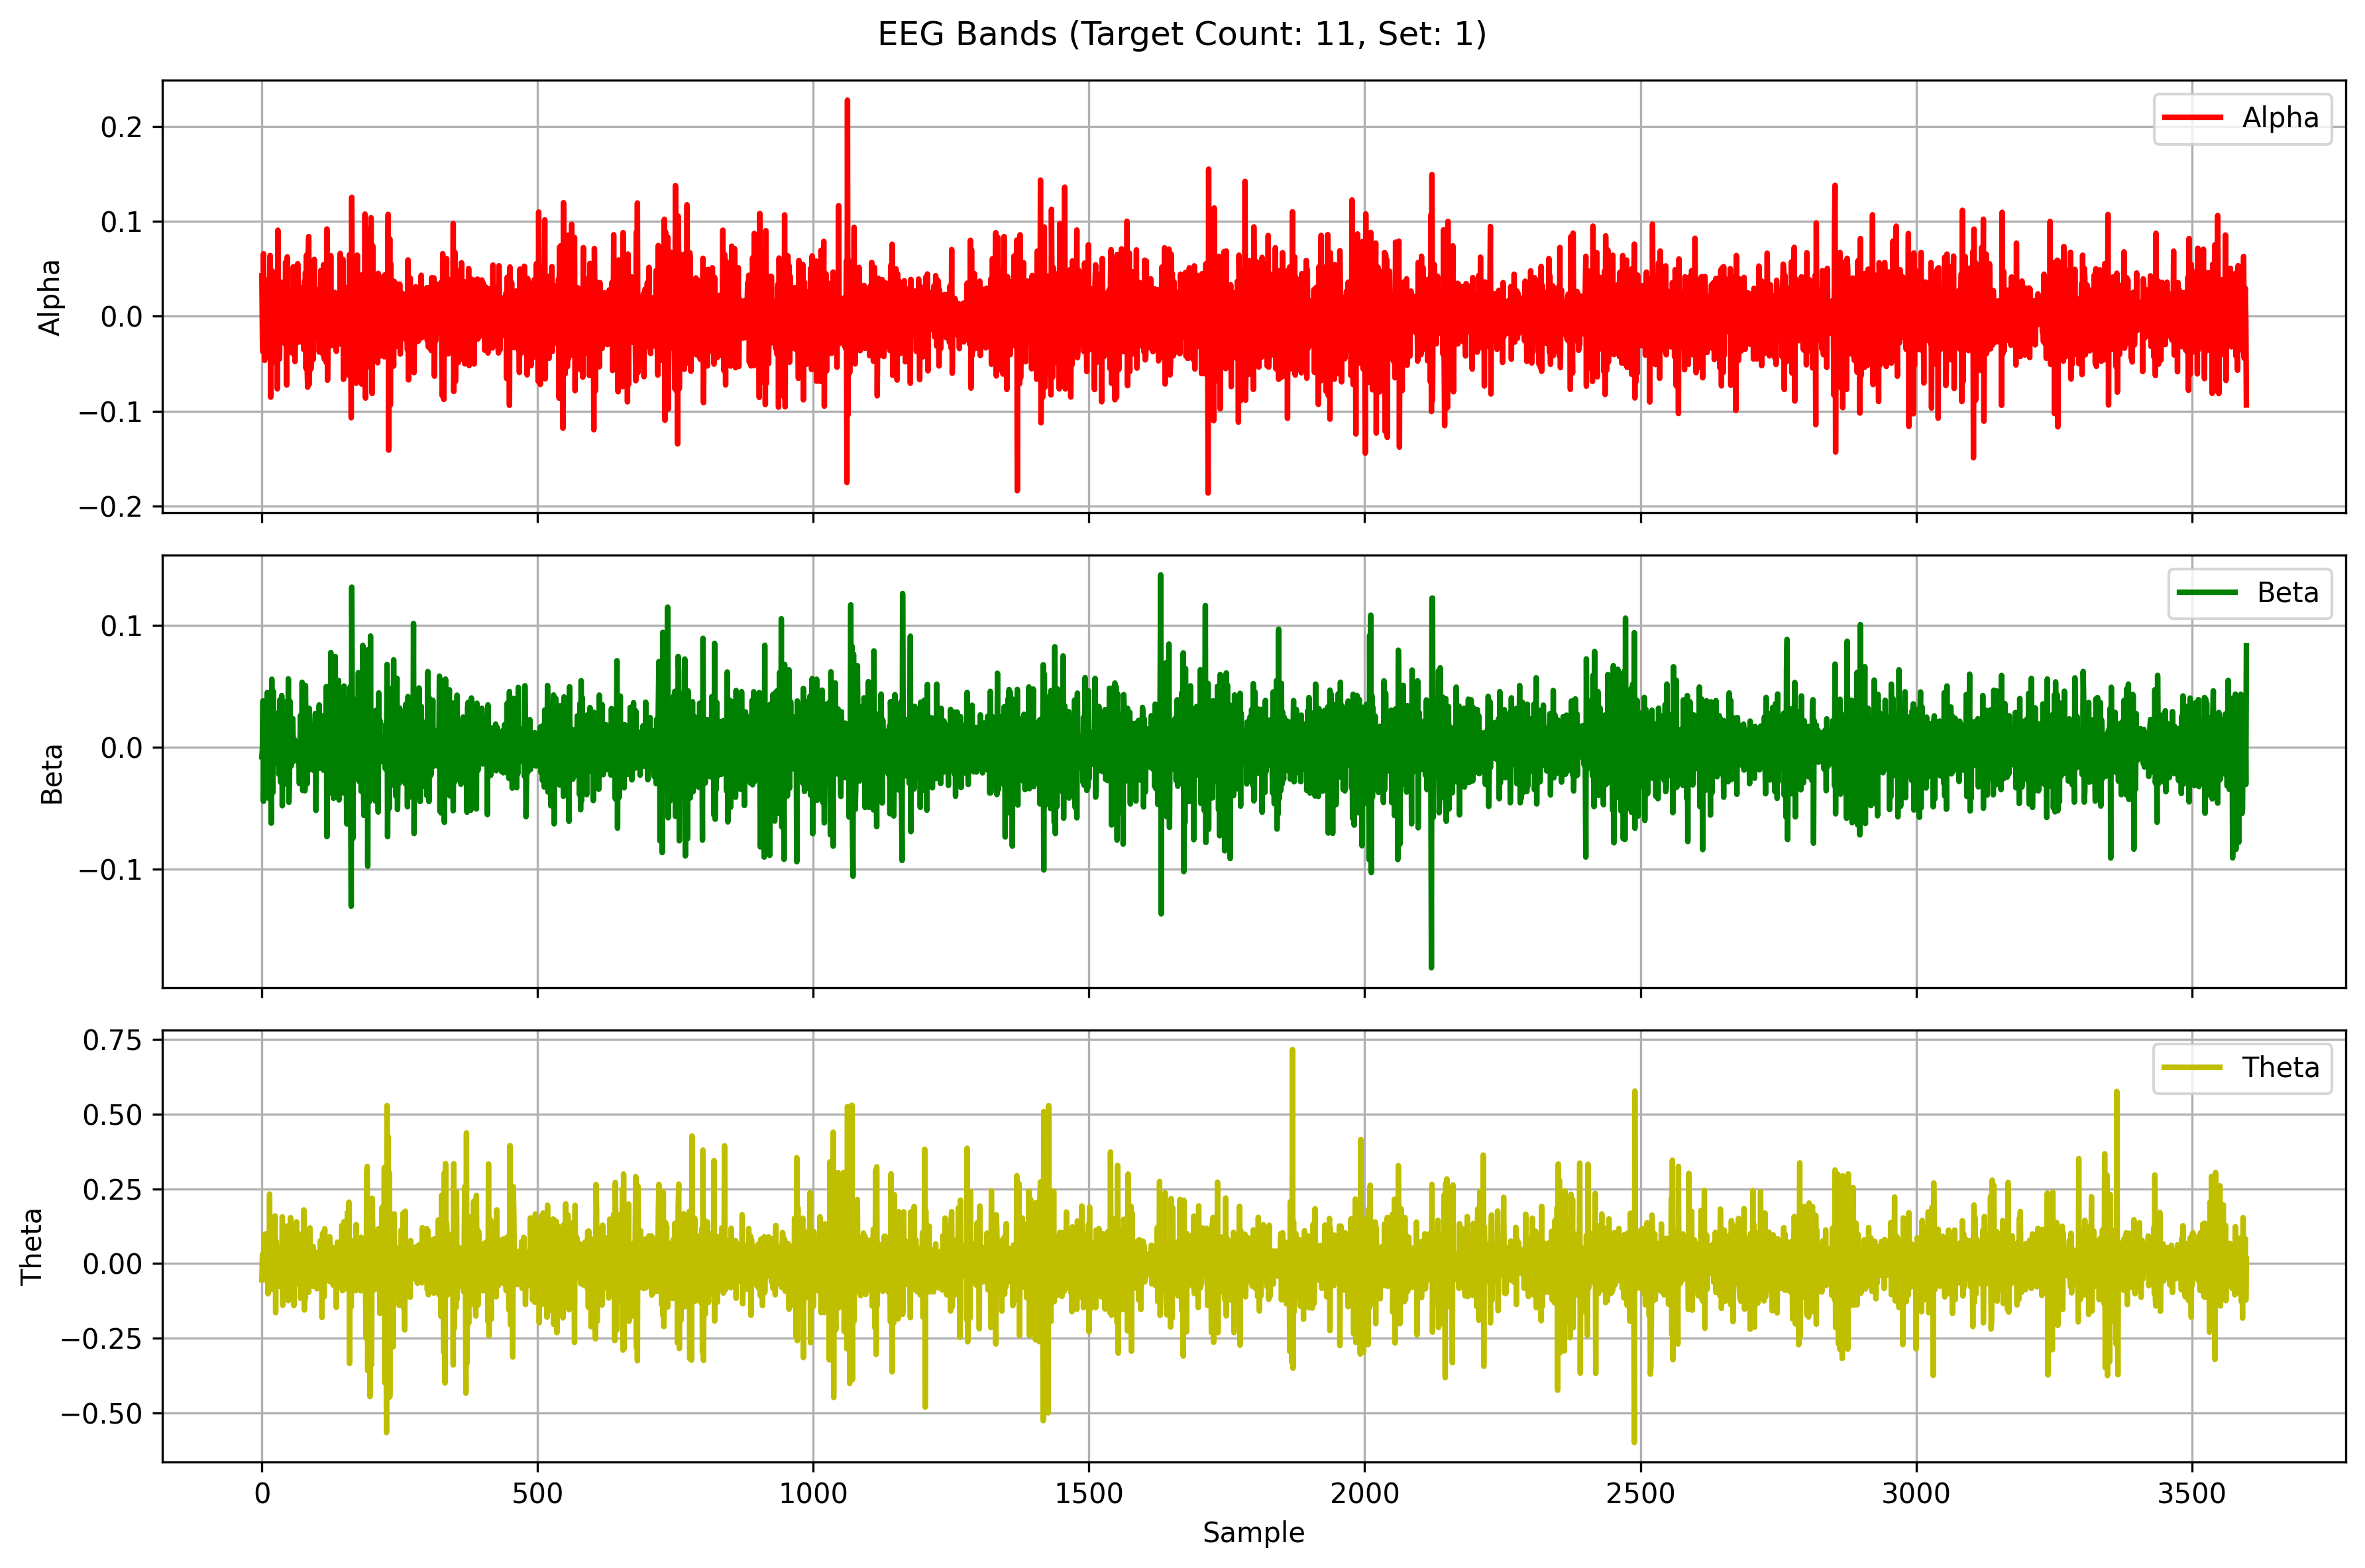 EEG Bands (Target Count: 11, Set: 1)
Alpha
0.2
0.1
0.0
−0.1
−0.2
Alpha
Beta
0.1
0.0
−0.1
Beta
Theta
0.75
0.50
0.25
0.00
−0.25
−0.50
Theta
0 500 1000 1500 2000 2500 3000 3500
Sample